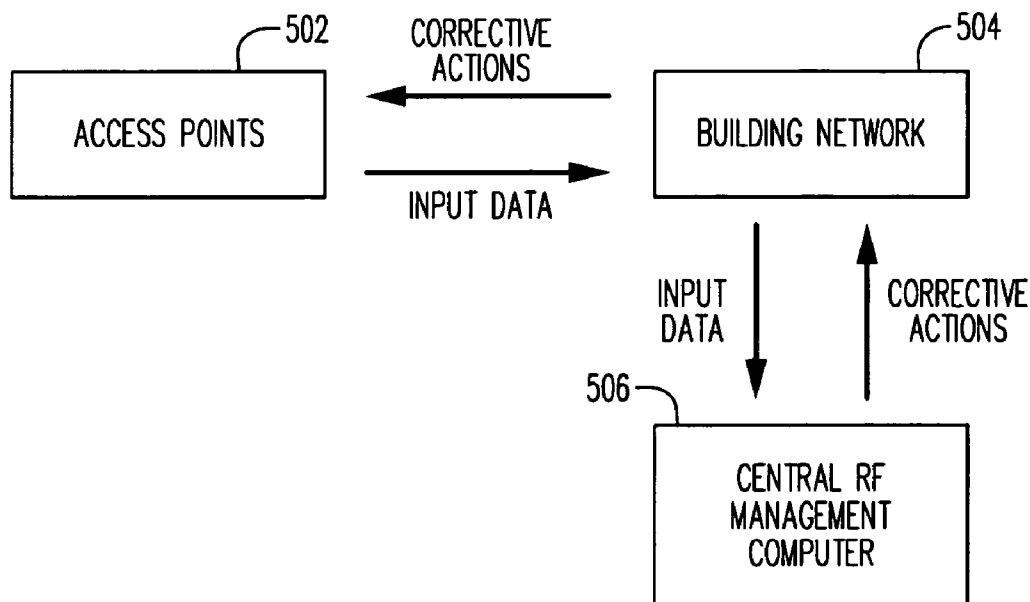 502
CORRECTIVE
ACTIONS
504
ACCESS POINTS
BUILDING NETWORK
INPUT DATA
INPUT
DATA
CORRECTIVE
ACTIONS
506
CENTRAL RF
MANAGEMENT
COMPUTER